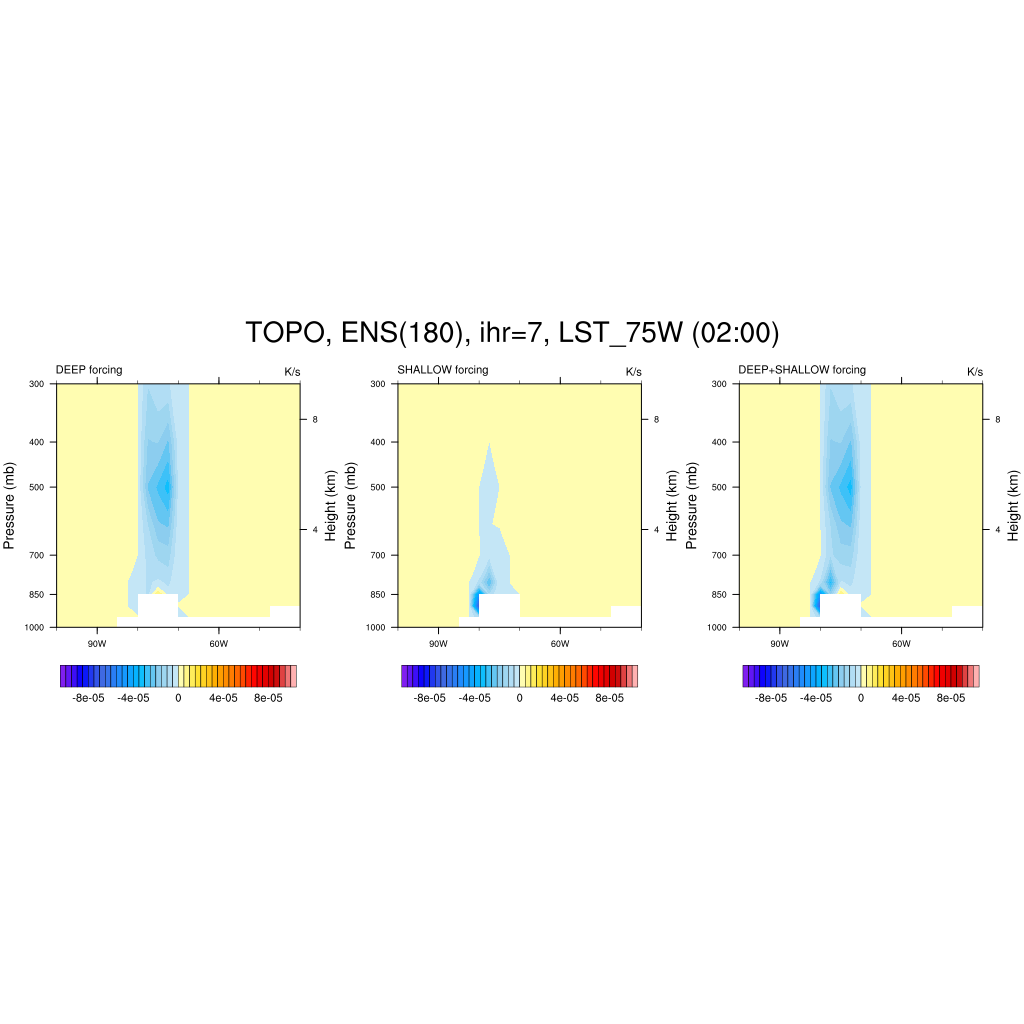 TOPO, ENS(180), ihr=7, LST_75W (02:00)
DEEP forcing K/s
300
400
500
700
850
1000
8
4
Pressure (mb)
Height (km)
90W 60W
-8e-05 -4e-05 0 4e-05 8e-05
SHALLOW forcing K/s
300
400
500
700
850
1000
8
4
Pressure (mb)
Height (km)
90W 60W
-8e-05 -4e-05 0 4e-05 8e-05
DEEP+SHALLOW forcing K/s
300
400
500
700
850
1000
8
4
Pressure (mb)
Height (km)
90W 60W
-8e-05 -4e-05 0 4e-05 8e-05